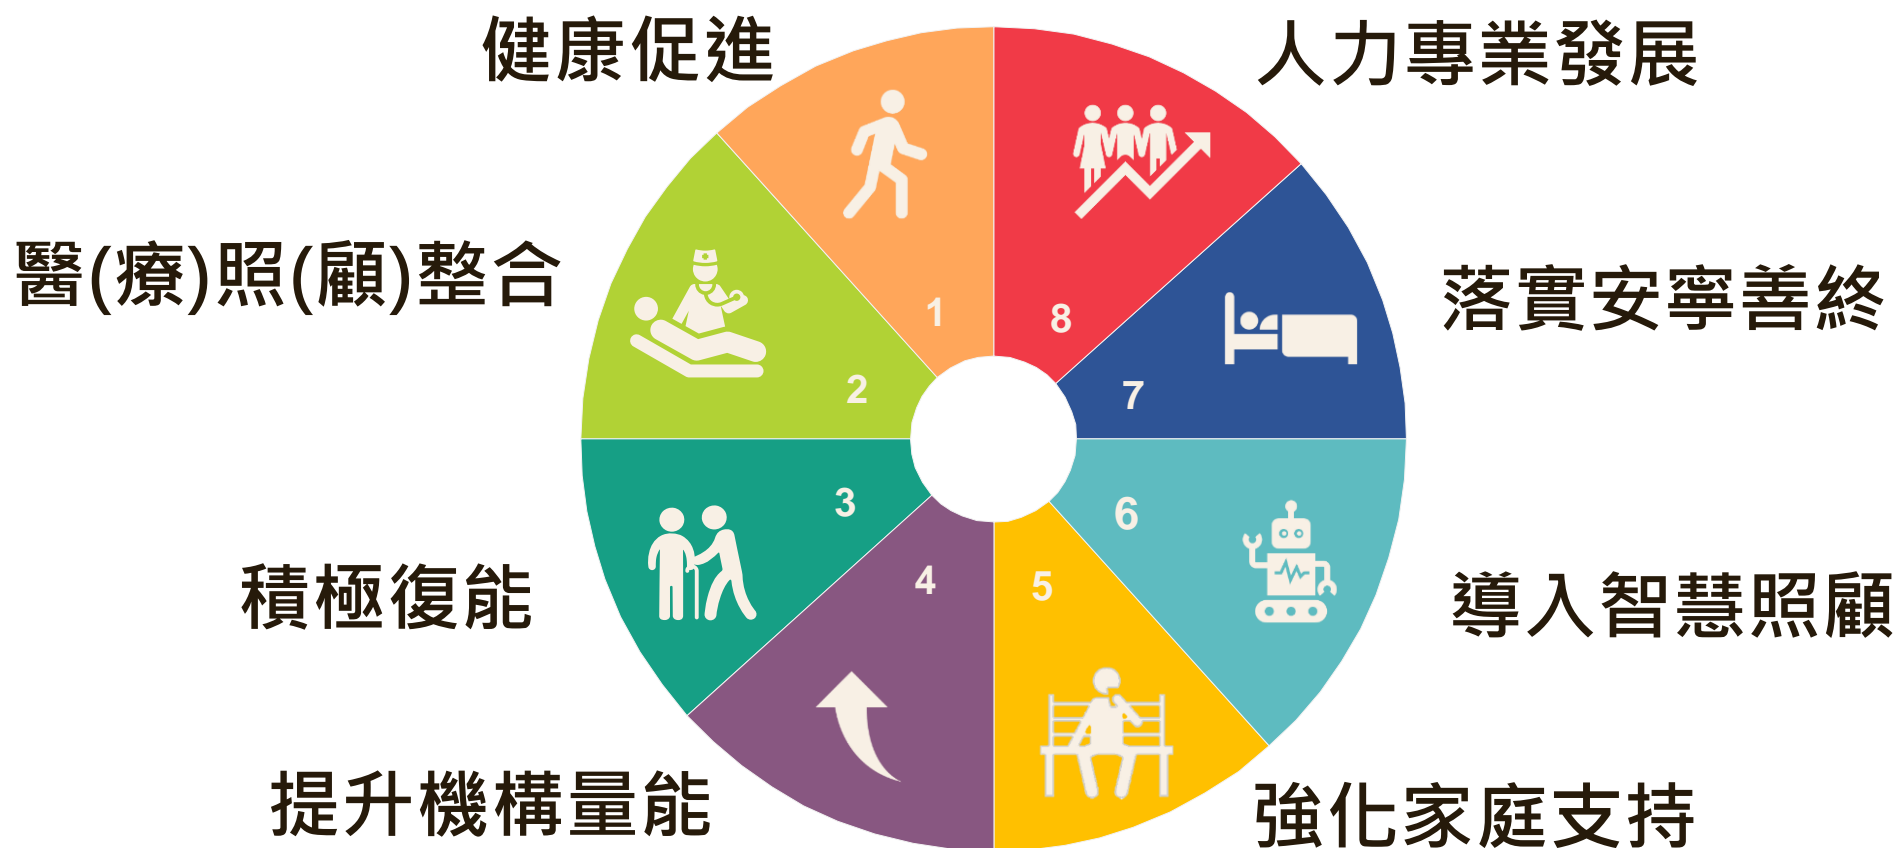 健康促進
1
醫(療)照(顧)整合
2
積極復能
3
提升機構量能
4
強化家庭支持
5
導入智慧照顧
6
落實安寧善終
7
人力專業發展
8